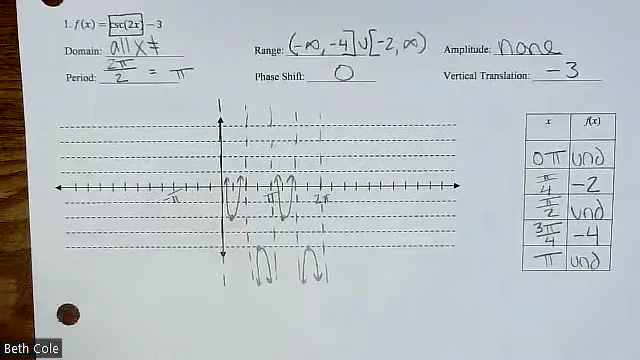 1. f(x) = csc(2x) − 3
Domain: all x ≠ Range: (-∞, -4] ∪ [-2, ∞) Amplitude: none
Period: 2π/2 = π Phase Shift: 0 Vertical Translation: -3
x f(x)
0π und
π/4 -2
π/2 und
3π/4 -4
π und
-π π 2π
Beth Cole